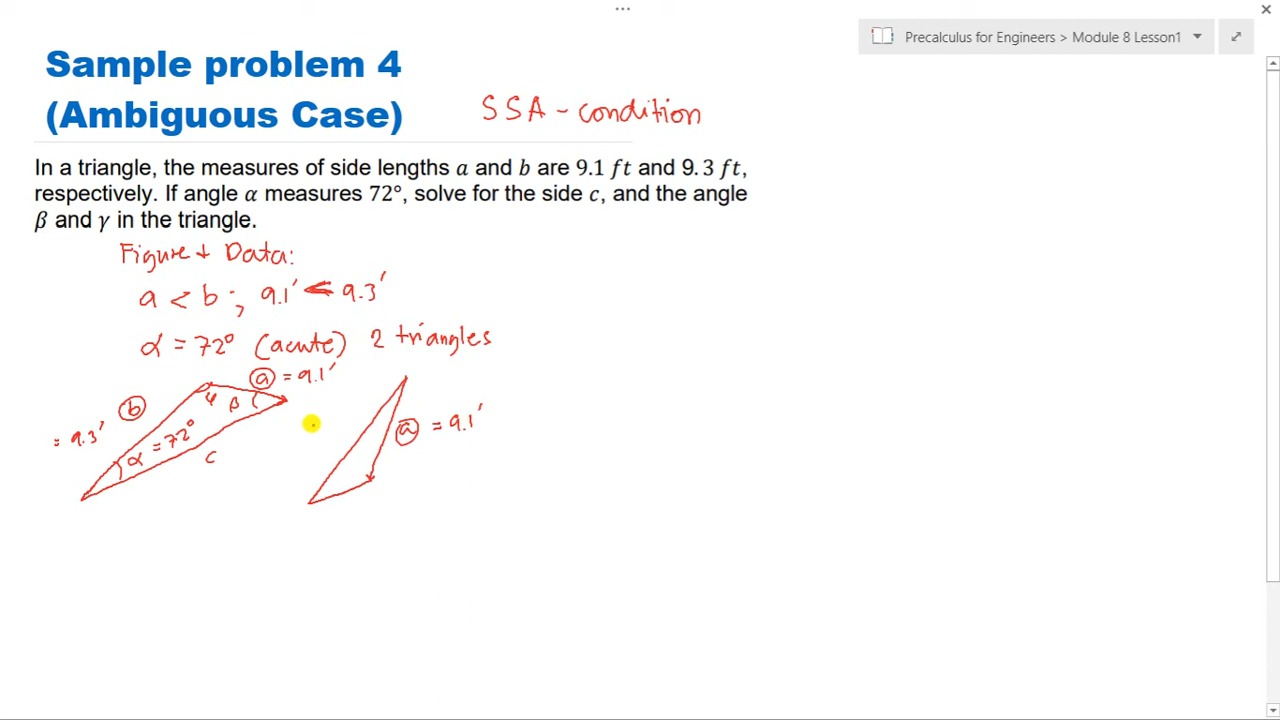 Precalculus for Engineers > Module 8 Lesson1
Sample problem 4
(Ambiguous Case)
SSA - condition
In a triangle, the measures of side lengths a and b are 9.1 ft and 9.3 ft,
respectively. If angle α measures 72°, solve for the side c, and the angle
β and γ in the triangle.
Figure + Data:
a < b ; 9.1' < 9.3'
α = 72° (acute) 2 triangles
a = 9.1'
b
= 9.3'
β
α = 72°
c
a = 9.1'